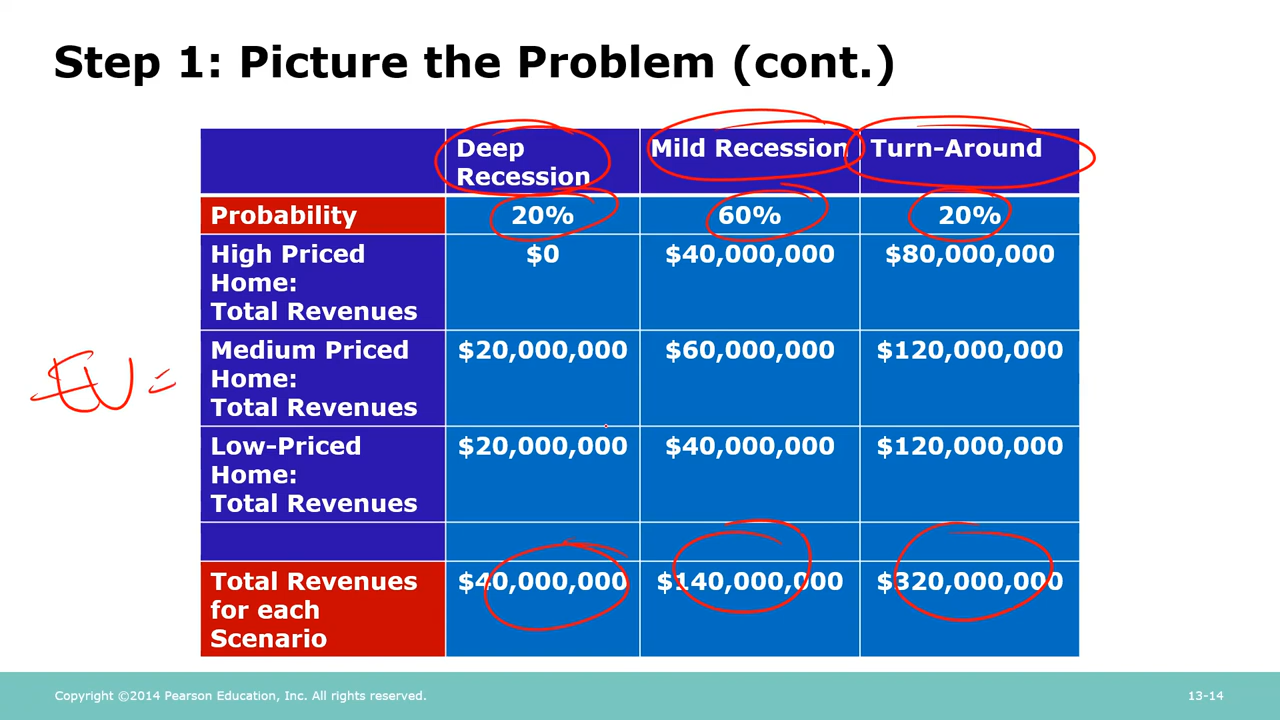 Step 1: Picture the Problem (cont.)
Deep Recession Mild Recession Turn-Around
Probability 20% 60% 20%
High Priced Home: Total Revenues $0 $40,000,000 $80,000,000
Medium Priced Home: Total Revenues $20,000,000 $60,000,000 $120,000,000
EV =
Low-Priced Home: Total Revenues $20,000,000 $40,000,000 $120,000,000
Total Revenues for each Scenario $40,000,000 $140,000,000 $320,000,000
Copyright ©2014 Pearson Education, Inc. All rights reserved. 13-14